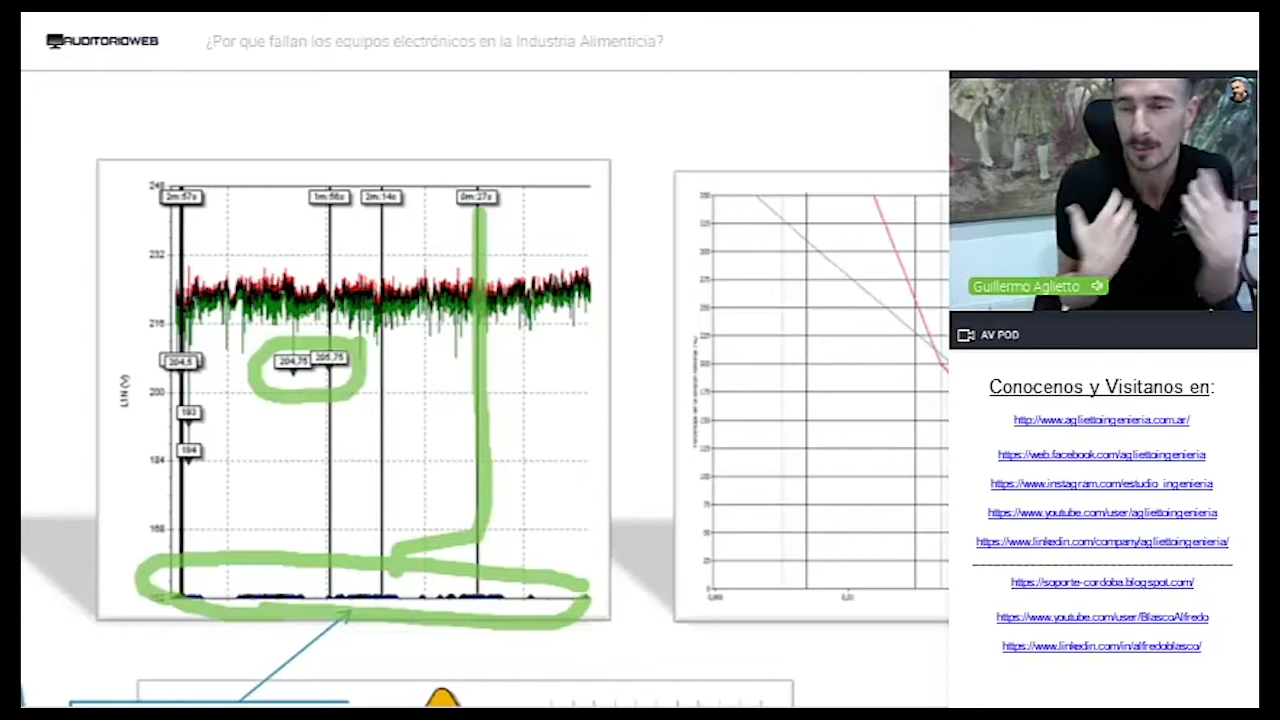 AUDITORIOWEB
¿Por que fallan los equipos electrónicos en la Industria Alimenticia?
2m:57s
1m:56s
2m:14s
0m:27s
232
216
204,5
204,75
205,75
200
193
184
184
168
L1N (V)
Guillermo Aglietto
AV POD
Conocenos y Visitanos en:
http://www.agliettoingenieria.com.ar/
https://web.facebook.com/agliettoingenieria
https://www.instagram.com/estudio_ingenieria
https://www.youtube.com/user/agliettoingenieria
https://www.linkedin.com/company/agliettoingenieria/
https://soporte-cordoba.blogspot.com/
https://www.youtube.com/user/BlascoAlfredo
https://www.linkedin.com/in/alfredoblasco/